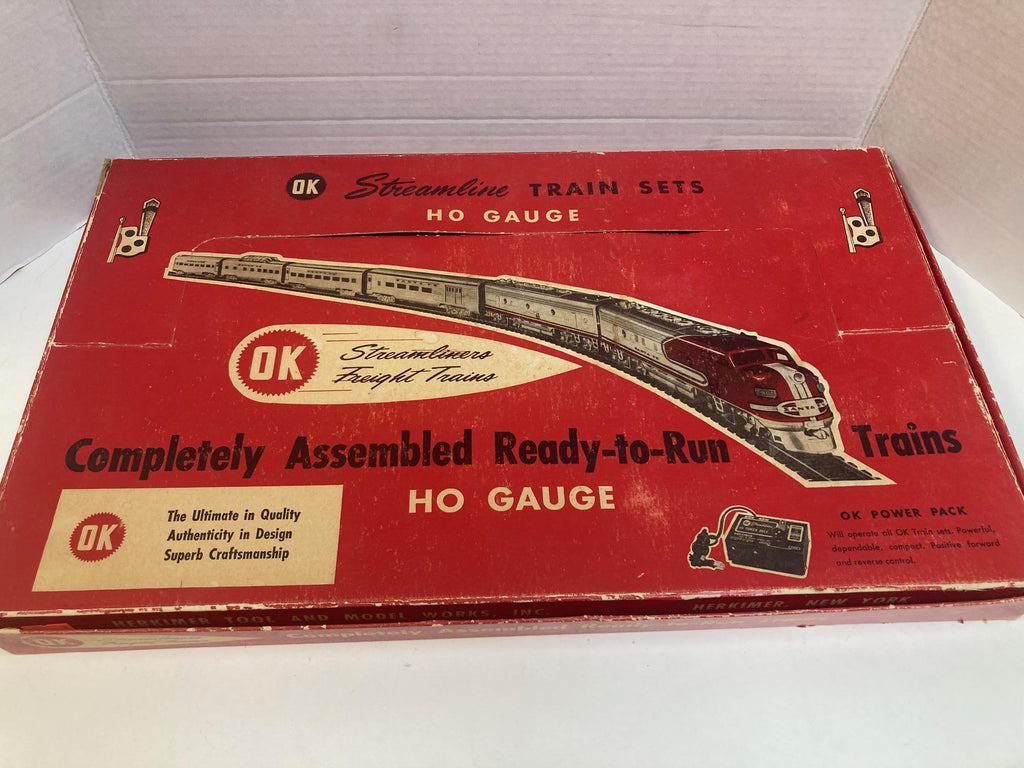 OK Streamline TRAIN SETS
HO GAUGE
OK
Streamliners
Freight Trains
SANTA FE
Completely Assembled Ready-to-Run Trains
HO GAUGE
OK
The Ultimate in Quality
Authenticity in Design
Superb Craftsmanship
OK POWER PACK
Will operate all OK Train sets. Powerful,
dependable, compact. Positive forward
and reverse control.
HERKIMER TOOL AND MODEL WORKS, INC. HERKIMER, NEW YORK
OK Completely Assembled